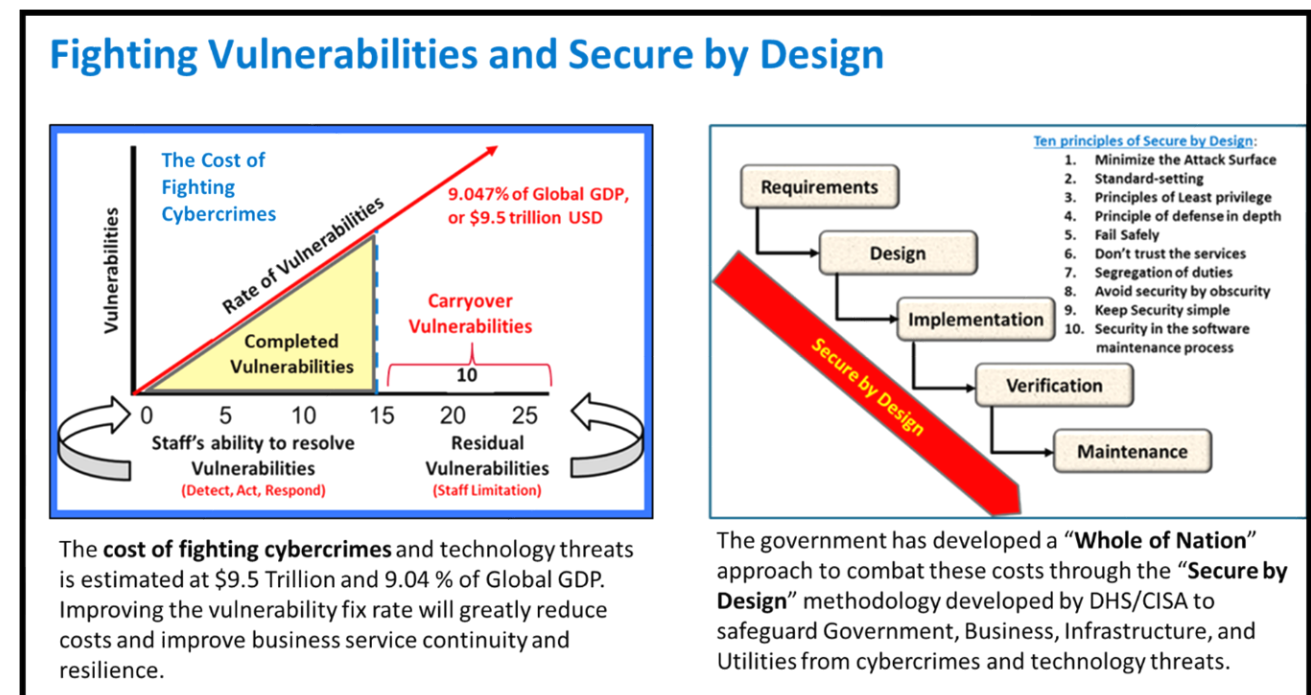 Fighting Vulnerabilities and Secure by Design
The Cost of
Fighting
Cybercrimes
9.047% of Global GDP,
or $9.5 trillion USD
Vulnerabilities
Rate of Vulnerabilities
Carryover
Vulnerabilities
Completed
Vulnerabilities
10
0 5 10 15 20 25
Staff's ability to resolve
Vulnerabilities
(Detect, Act, Respond)
Residual
Vulnerabilities
(Staff Limitation)
The cost of fighting cybercrimes and technology threats
is estimated at $9.5 Trillion and 9.04 % of Global GDP.
Improving the vulnerability fix rate will greatly reduce
costs and improve business service continuity and
resilience.
Ten principles of Secure by Design:
1. Minimize the Attack Surface
2. Standard-setting
3. Principles of Least privilege
4. Principle of defense in depth
5. Fail Safely
6. Don't trust the services
7. Segregation of duties
8. Avoid security by obscurity
9. Keep Security simple
10. Security in the software
maintenance process
Requirements
Design
Implementation
Verification
Maintenance
Secure by Design
The government has developed a “Whole of Nation”
approach to combat these costs through the “Secure by
Design” methodology developed by DHS/CISA to
safeguard Government, Business, Infrastructure, and
Utilities from cybercrimes and technology threats.